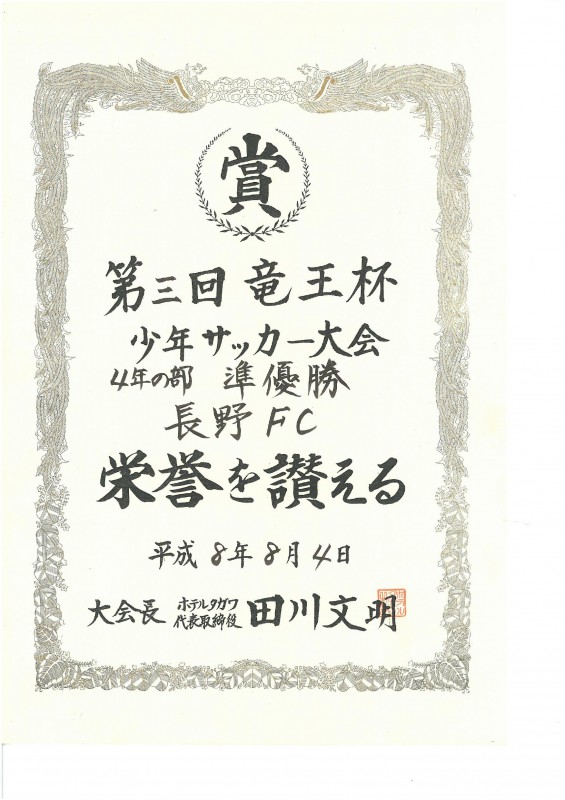 賞
第三回 竜王杯
少年サッカー大会
4年の部 準優勝
長野FC
栄誉を讃える
平成8年8月4日
大会長 ホテルタガワ 代表取締役 田川文明